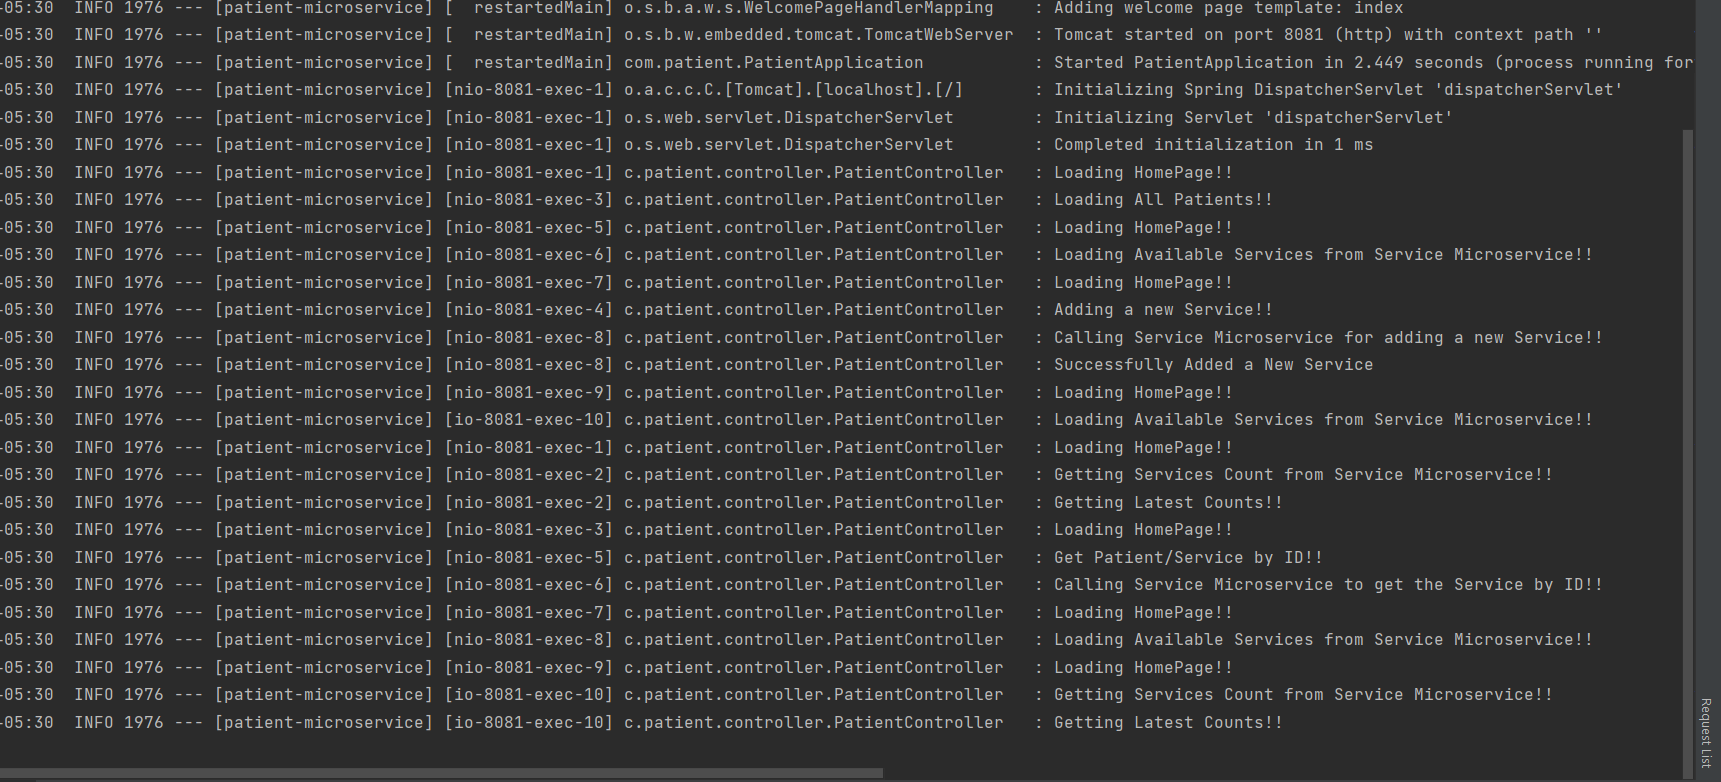 -05:30  INFO 1976 --- [patient-microservice] [  restartedMain] o.s.b.a.w.s.WelcomePageHandlerMapping    : Adding welcome page template: index
-05:30  INFO 1976 --- [patient-microservice] [  restartedMain] o.s.b.w.embedded.tomcat.TomcatWebServer  : Tomcat started on port 8081 (http) with context path ''
-05:30  INFO 1976 --- [patient-microservice] [  restartedMain] com.patient.PatientApplication           : Started PatientApplication in 2.449 seconds (process running for
-05:30  INFO 1976 --- [patient-microservice] [nio-8081-exec-1] o.a.c.c.C.[Tomcat].[localhost].[/]       : Initializing Spring DispatcherServlet 'dispatcherServlet'
-05:30  INFO 1976 --- [patient-microservice] [nio-8081-exec-1] o.s.web.servlet.DispatcherServlet        : Initializing Servlet 'dispatcherServlet'
-05:30  INFO 1976 --- [patient-microservice] [nio-8081-exec-1] o.s.web.servlet.DispatcherServlet        : Completed initialization in 1 ms
-05:30  INFO 1976 --- [patient-microservice] [nio-8081-exec-1] c.patient.controller.PatientController   : Loading HomePage!!
-05:30  INFO 1976 --- [patient-microservice] [nio-8081-exec-3] c.patient.controller.PatientController   : Loading All Patients!!
-05:30  INFO 1976 --- [patient-microservice] [nio-8081-exec-5] c.patient.controller.PatientController   : Loading HomePage!!
-05:30  INFO 1976 --- [patient-microservice] [nio-8081-exec-6] c.patient.controller.PatientController   : Loading Available Services from Service Microservice!!
-05:30  INFO 1976 --- [patient-microservice] [nio-8081-exec-7] c.patient.controller.PatientController   : Loading HomePage!!
-05:30  INFO 1976 --- [patient-microservice] [nio-8081-exec-4] c.patient.controller.PatientController   : Adding a new Service!!
-05:30  INFO 1976 --- [patient-microservice] [nio-8081-exec-8] c.patient.controller.PatientController   : Calling Service Microservice for adding a new Service!!
-05:30  INFO 1976 --- [patient-microservice] [nio-8081-exec-8] c.patient.controller.PatientController   : Successfully Added a New Service
-05:30  INFO 1976 --- [patient-microservice] [nio-8081-exec-9] c.patient.controller.PatientController   : Loading HomePage!!
-05:30  INFO 1976 --- [patient-microservice] [io-8081-exec-10] c.patient.controller.PatientController   : Loading Available Services from Service Microservice!!
-05:30  INFO 1976 --- [patient-microservice] [nio-8081-exec-1] c.patient.controller.PatientController   : Loading HomePage!!
-05:30  INFO 1976 --- [patient-microservice] [nio-8081-exec-2] c.patient.controller.PatientController   : Getting Services Count from Service Microservice!!
-05:30  INFO 1976 --- [patient-microservice] [nio-8081-exec-2] c.patient.controller.PatientController   : Getting Latest Counts!!
-05:30  INFO 1976 --- [patient-microservice] [nio-8081-exec-3] c.patient.controller.PatientController   : Loading HomePage!!
-05:30  INFO 1976 --- [patient-microservice] [nio-8081-exec-5] c.patient.controller.PatientController   : Get Patient/Service by ID!!
-05:30  INFO 1976 --- [patient-microservice] [nio-8081-exec-6] c.patient.controller.PatientController   : Calling Service Microservice to get the Service by ID!!
-05:30  INFO 1976 --- [patient-microservice] [nio-8081-exec-7] c.patient.controller.PatientController   : Loading HomePage!!
-05:30  INFO 1976 --- [patient-microservice] [nio-8081-exec-8] c.patient.controller.PatientController   : Loading Available Services from Service Microservice!!
-05:30  INFO 1976 --- [patient-microservice] [nio-8081-exec-9] c.patient.controller.PatientController   : Loading HomePage!!
-05:30  INFO 1976 --- [patient-microservice] [io-8081-exec-10] c.patient.controller.PatientController   : Getting Services Count from Service Microservice!!
-05:30  INFO 1976 --- [patient-microservice] [io-8081-exec-10] c.patient.controller.PatientController   : Getting Latest Counts!!
Request List